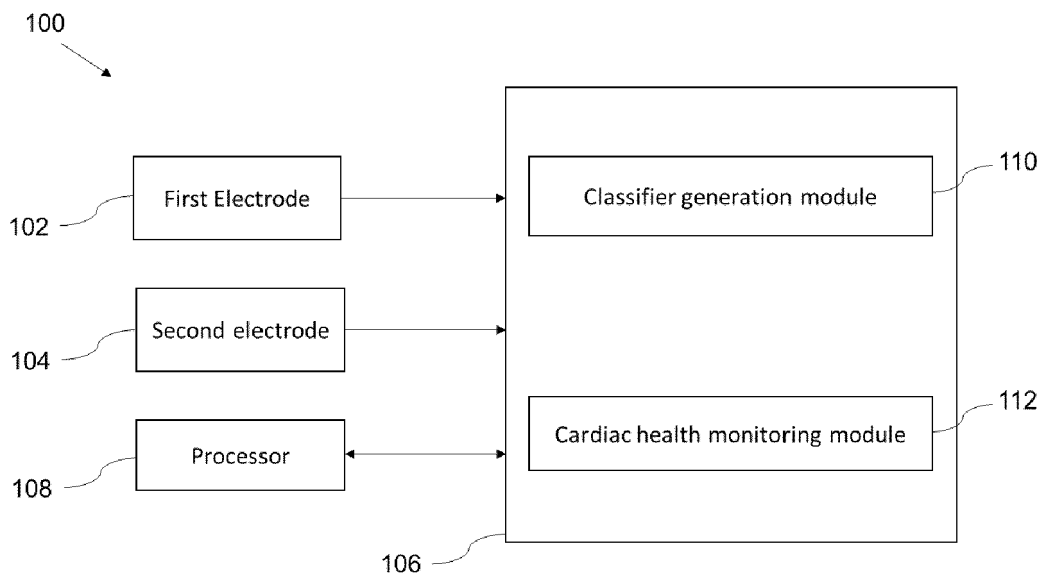 100
First Electrode
102
Classifier generation module
110
Second electrode
104
Cardiac health monitoring module
112
Processor
108
106